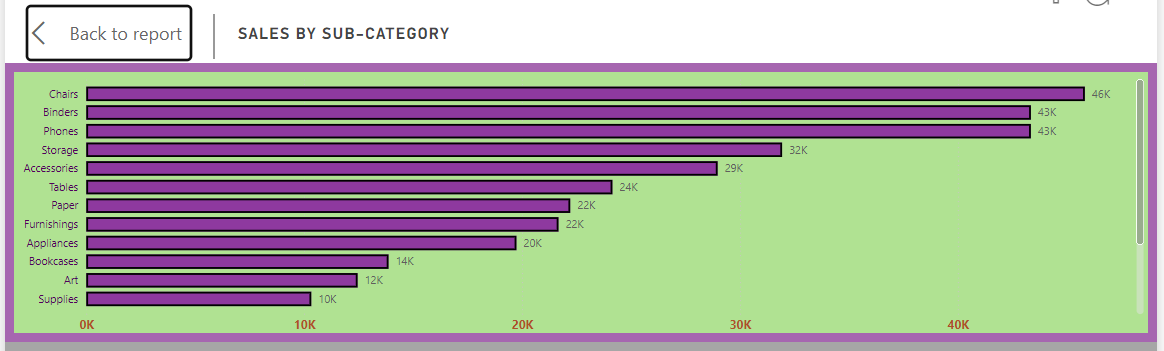 Back to report
SALES BY SUB-CATEGORY
Chairs 46K
Binders 43K
Phones 43K
Storage 32K
Accessories 29K
Tables 24K
Paper 22K
Furnishings 22K
Appliances 20K
Bookcases 14K
Art 12K
Supplies 10K
0K 10K 20K 30K 40K